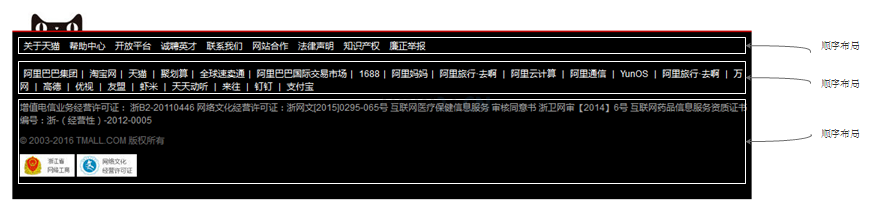 关于天猫 帮助中心 开放平台 诚聘英才 联系我们 网站合作 法律声明 知识产权 廉正举报
顺序布局
阿里巴巴集团 | 淘宝网 | 天猫 | 聚划算 | 全球速卖通 | 阿里巴巴国际交易市场 | 1688 | 阿里妈妈 | 阿里旅行·去啊 | 阿里云计算 | 阿里通信 | YunOS | 阿里旅行·去啊 | 万
网 | 高德 | 优视 | 友盟 | 虾米 | 天天动听 | 来往 | 钉钉 | 支付宝
顺序布局
增值电信业务经营许可证： 浙B2-20110446 网络文化经营许可证：浙网文[2015]0295-065号 互联网医疗保健信息服务 审核同意书 浙卫网审【2014】6号 互联网药品信息服务资质证书
编号：浙-（经营性）-2012-0005
顺序布局
© 2003-2016 TMALL.COM 版权所有
浙江省
网络工商
网络文化
经营许可证